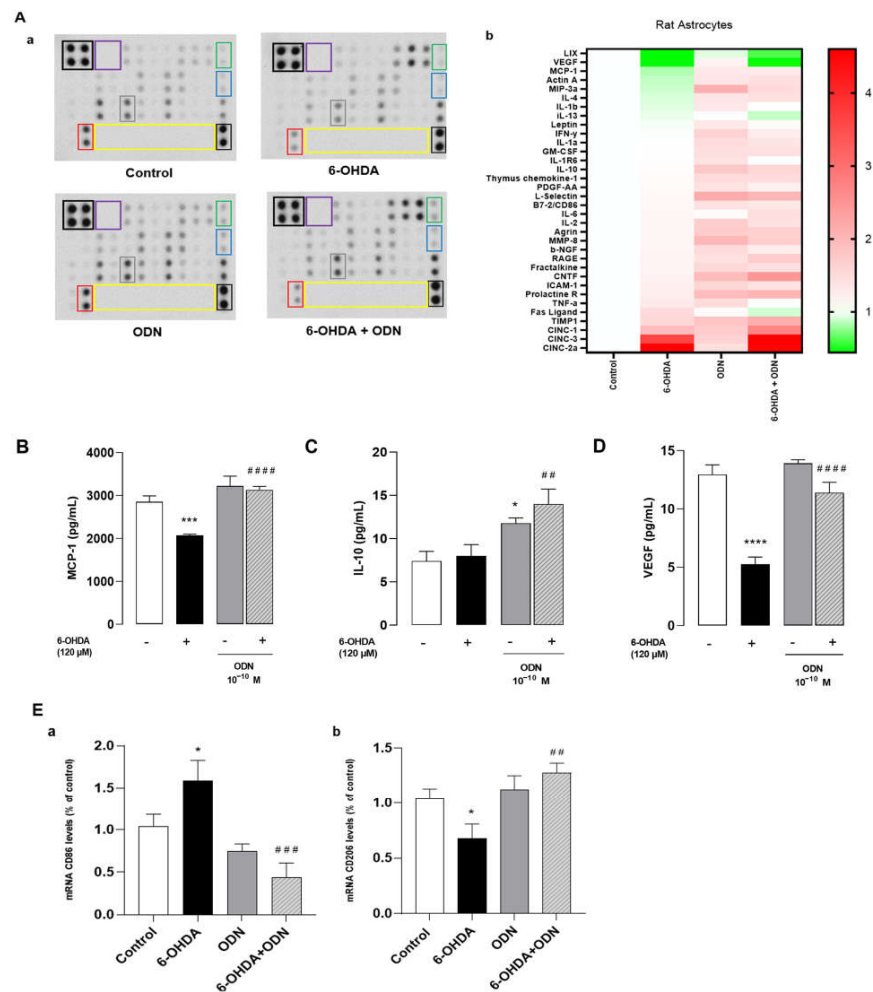 A
a
Control
6-OHDA
ODN
6-OHDA + ODN
b
Rat Astrocytes
LIX
VEGF
MCP-1
Actin A
MIP-3a
IL-4
IL-1b
iL-13
Leptin
IFN-y
IL-1a
GM-CSF
IL-1R6
IL-10
Thymus chemokine-1
PDGF-AA
L-Selectin
B7-2/CD86
IL-6
IL-2
Agrin
MMP-8
b-NGF
RAGE
Fractalkine
CNTF
ICAM-1
Prolactine R
TNF-a
Fas Ligand
TIMP1
CINC-1
CINC-3
CINC-2a
Control
6-OHDA
ODN
6-OHDA + ODN
4
3
2
1
B
MCP-1 (pg/mL)
4000
3000
2000
1000
0
***
####
6-OHDA
(120 µM)
- + - +
ODN
10⁻¹⁰ M
C
IL-10 (pg/mL)
20
15
10
5
0
*
##
6-OHDA
(120 µM)
- + - +
ODN
10⁻¹⁰ M
D
VEGF (pg/mL)
15
10
5
0
****
####
6-OHDA
(120 µM)
- + - +
ODN
10⁻¹⁰ M
E
a
mRNA CD86 levels (% of control)
2.0
1.5
1.0
0.5
0.0
*
###
Control
6-OHDA
ODN
6-OHDA+ODN
b
mRNA CD206 levels (% of control)
1.5
1.0
0.5
0.0
*
##
Control
6-OHDA
ODN
6-OHDA+ODN